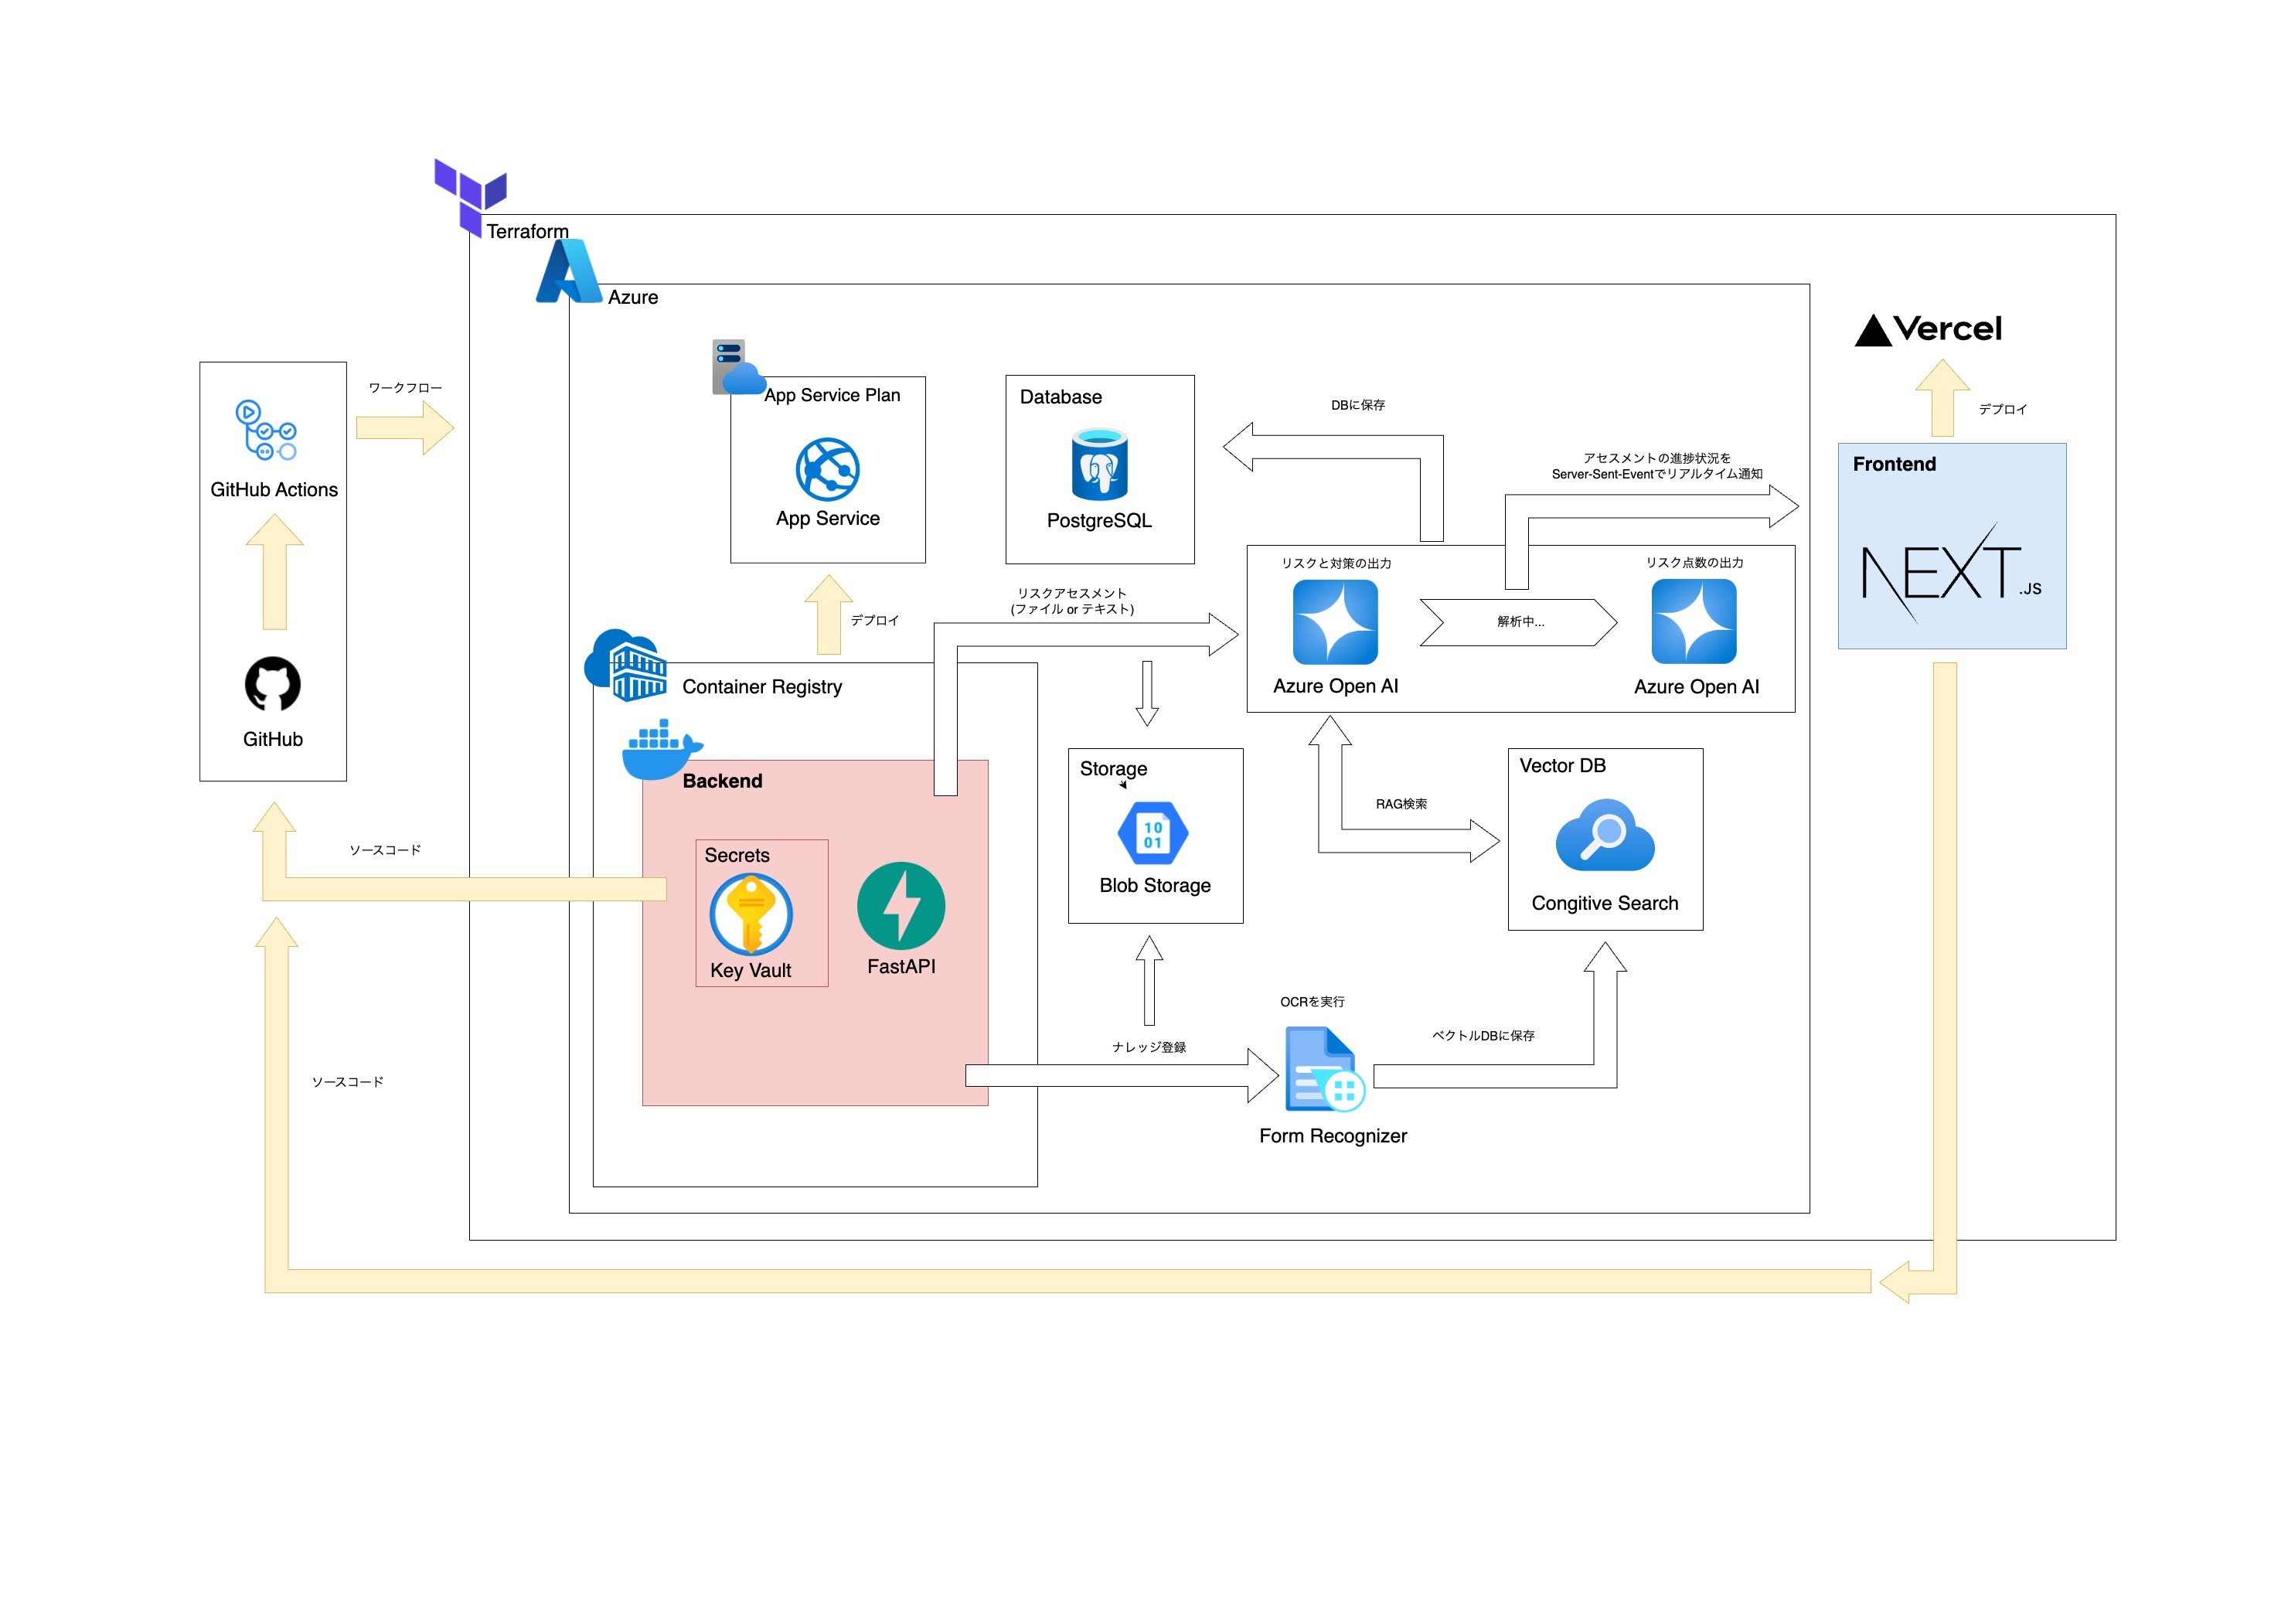 Terraform
Azure
Vercel
デプロイ
Frontend
NEXT.JS
GitHub Actions
GitHub
ワークフロー
App Service Plan
App Service
Database
PostgreSQL
DBに保存
アセスメントの進捗状況を
Server-Sent-Eventでリアルタイム通知
デプロイ
リスクアセスメント
(ファイル or テキスト)
リスクと対策の出力
Azure Open AI
解析中...
リスク点数の出力
Azure Open AI
Container Registry
Backend
Secrets
Key Vault
FastAPI
Storage
10
01
Blob Storage
RAG検索
Vector DB
Congitive Search
ソースコード
ソースコード
ナレッジ登録
OCRを実行
Form Recognizer
ベクトルDBに保存